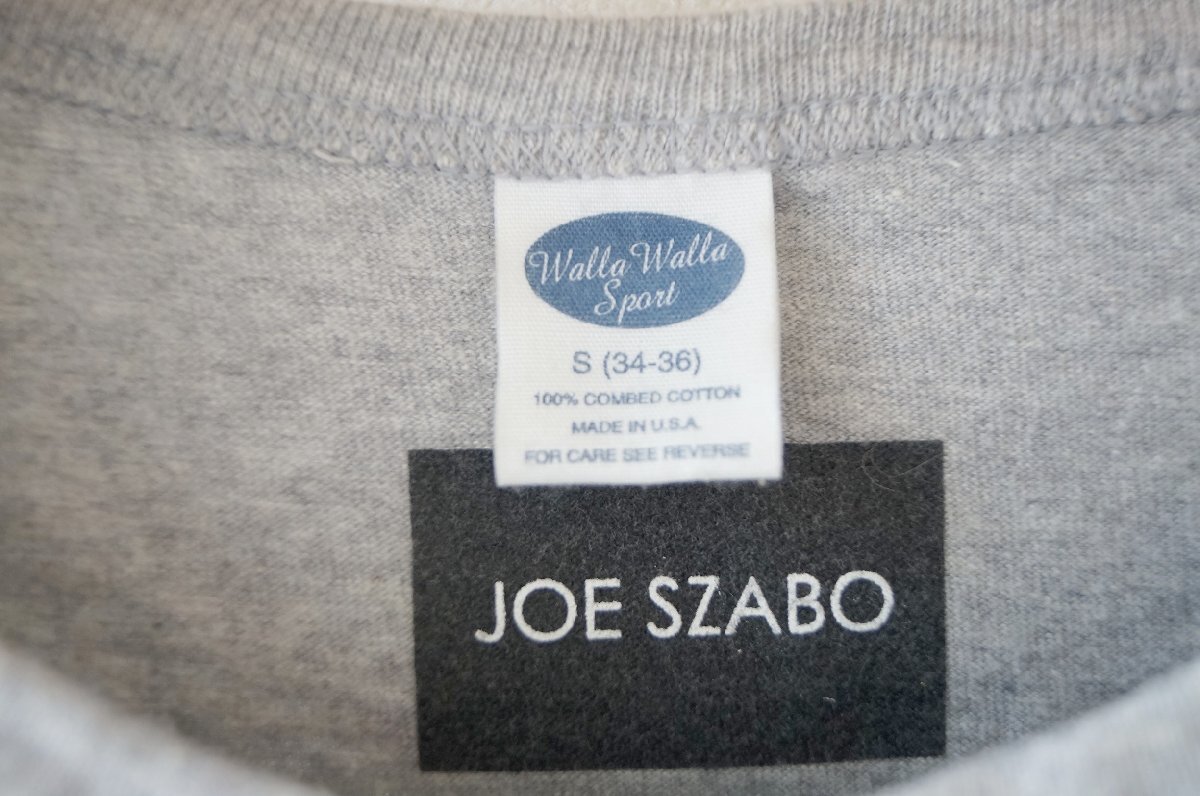 Walla Walla
Sport
S (34-36)
100% COMBED COTTON
MADE IN U.S.A.
FOR CARE SEE REVERSE
JOE SZABO